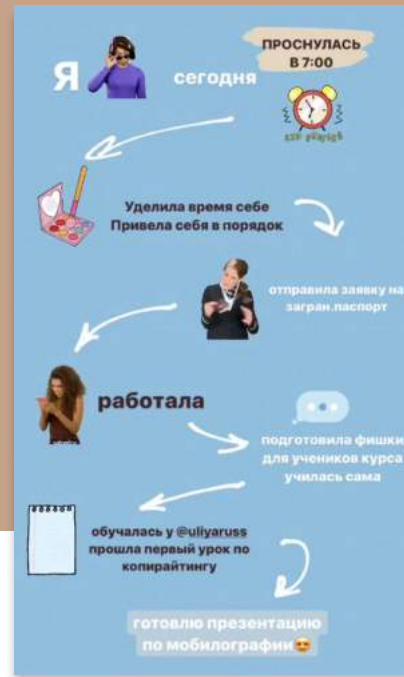 Я
сегодня
ПРОСНУЛАСЬ
В 7:00
Уделила время себе
Привела себя в порядок
отправила заявку на
загран.паспорт
работала
подготовила фишки
для учеников курса
училась сама
обучалась у @uliyaruss
прошла первый урок по
копирайтингу
готовлю презентацию
по мобилографии😍